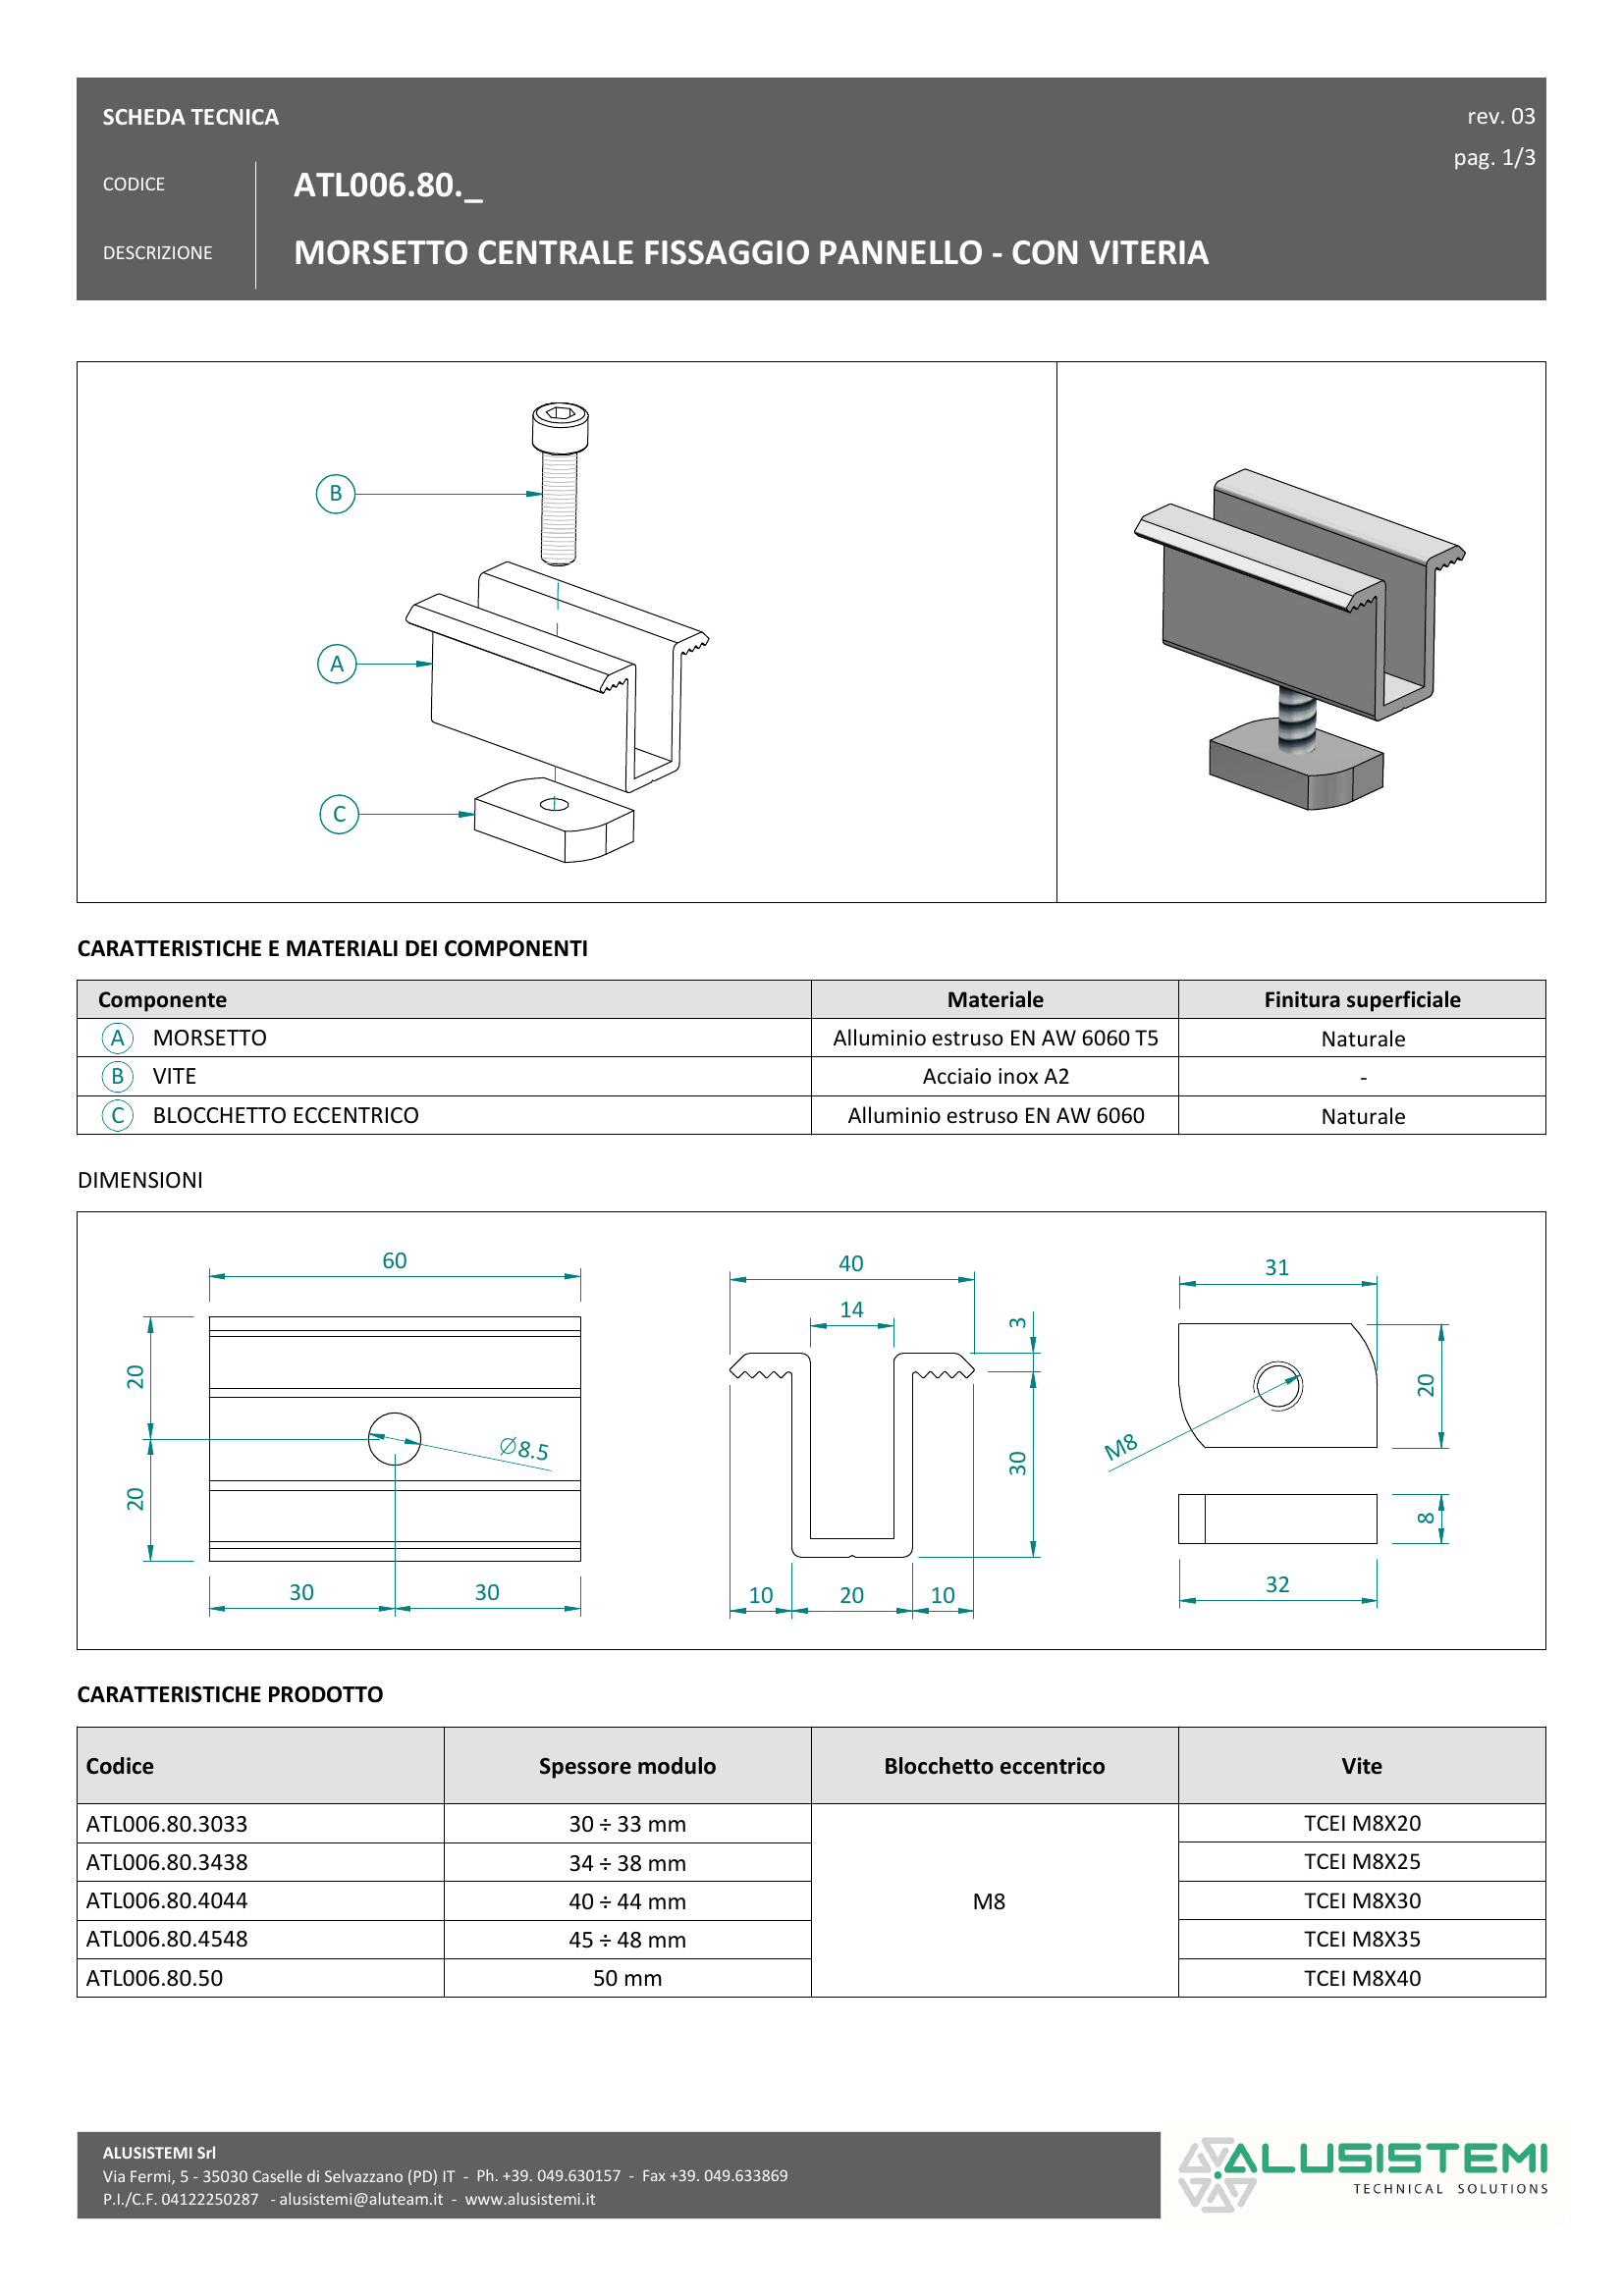 SCHEDA TECNICA
rev. 03
pag. 1/3
CODICE
ATL006.80._
DESCRIZIONE
MORSETTO CENTRALE FISSAGGIO PANNELLO - CON VITERIA
B
A
C
CARATTERISTICHE E MATERIALI DEI COMPONENTI
Componente Materiale Finitura superficiale
A MORSETTO Alluminio estruso EN AW 6060 T5 Naturale
B VITE Acciaio inox A2 -
C BLOCCHETTO ECCENTRICO Alluminio estruso EN AW 6060 Naturale
DIMENSIONI
60
20
20
Ø8.5
30 30
40
14
3
30
10 20 10
31
20
M8
8
32
CARATTERISTICHE PRODOTTO
Codice Spessore modulo Blocchetto eccentrico Vite
ATL006.80.3033 30 ÷ 33 mm TCEI M8X20
ATL006.80.3438 34 ÷ 38 mm TCEI M8X25
ATL006.80.4044 40 ÷ 44 mm M8 TCEI M8X30
ATL006.80.4548 45 ÷ 48 mm TCEI M8X35
ATL006.80.50 50 mm TCEI M8X40
ALUSISTEMI Srl
Via Fermi, 5 - 35030 Caselle di Selvazzano (PD) IT - Ph. +39. 049.630157 - Fax +39. 049.633869
P.I./C.F. 04122250287 - alusistemi@aluteam.it - www.alusistemi.it
ALUSISTEMI
TECHNICAL SOLUTIONS